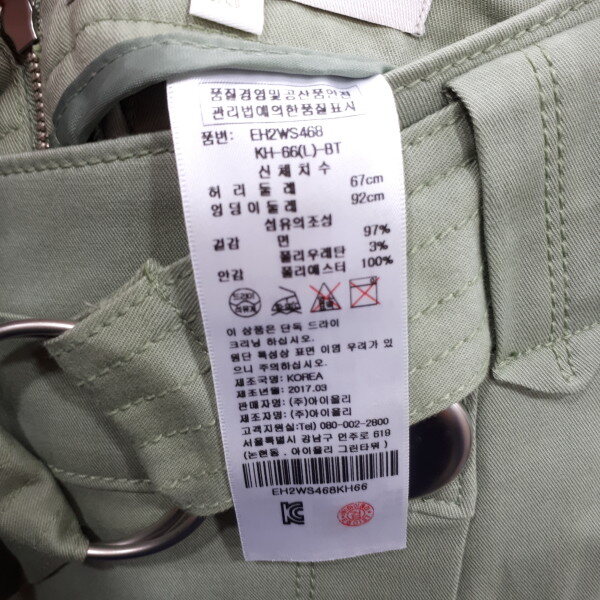 품질경영및공산품안전
관리법에의한품질표시
품번: EH2WS468
KH-66(L)-BT
신체치수
허리둘레 67cm
엉덩이둘레 92cm
섬유의조성
겉감 면 97%
폴리우레탄 3%
안감 폴리에스터 100%
드라이
이 상품은 단독 드라이
크리닝 하십시오.
원단 특성상 표면 이염 우려가 있
으니 주의하십시오.
제조국명: KOREA
제조년월: 2017.03
판매자명: (주)아이올리
제조자명: (주)아이올리
고객지원실:Tel) 080-002-2800
서울특별시 강남구 언주로 619
(논현동, 아이올리 그린타워)
EH2WS468KH66